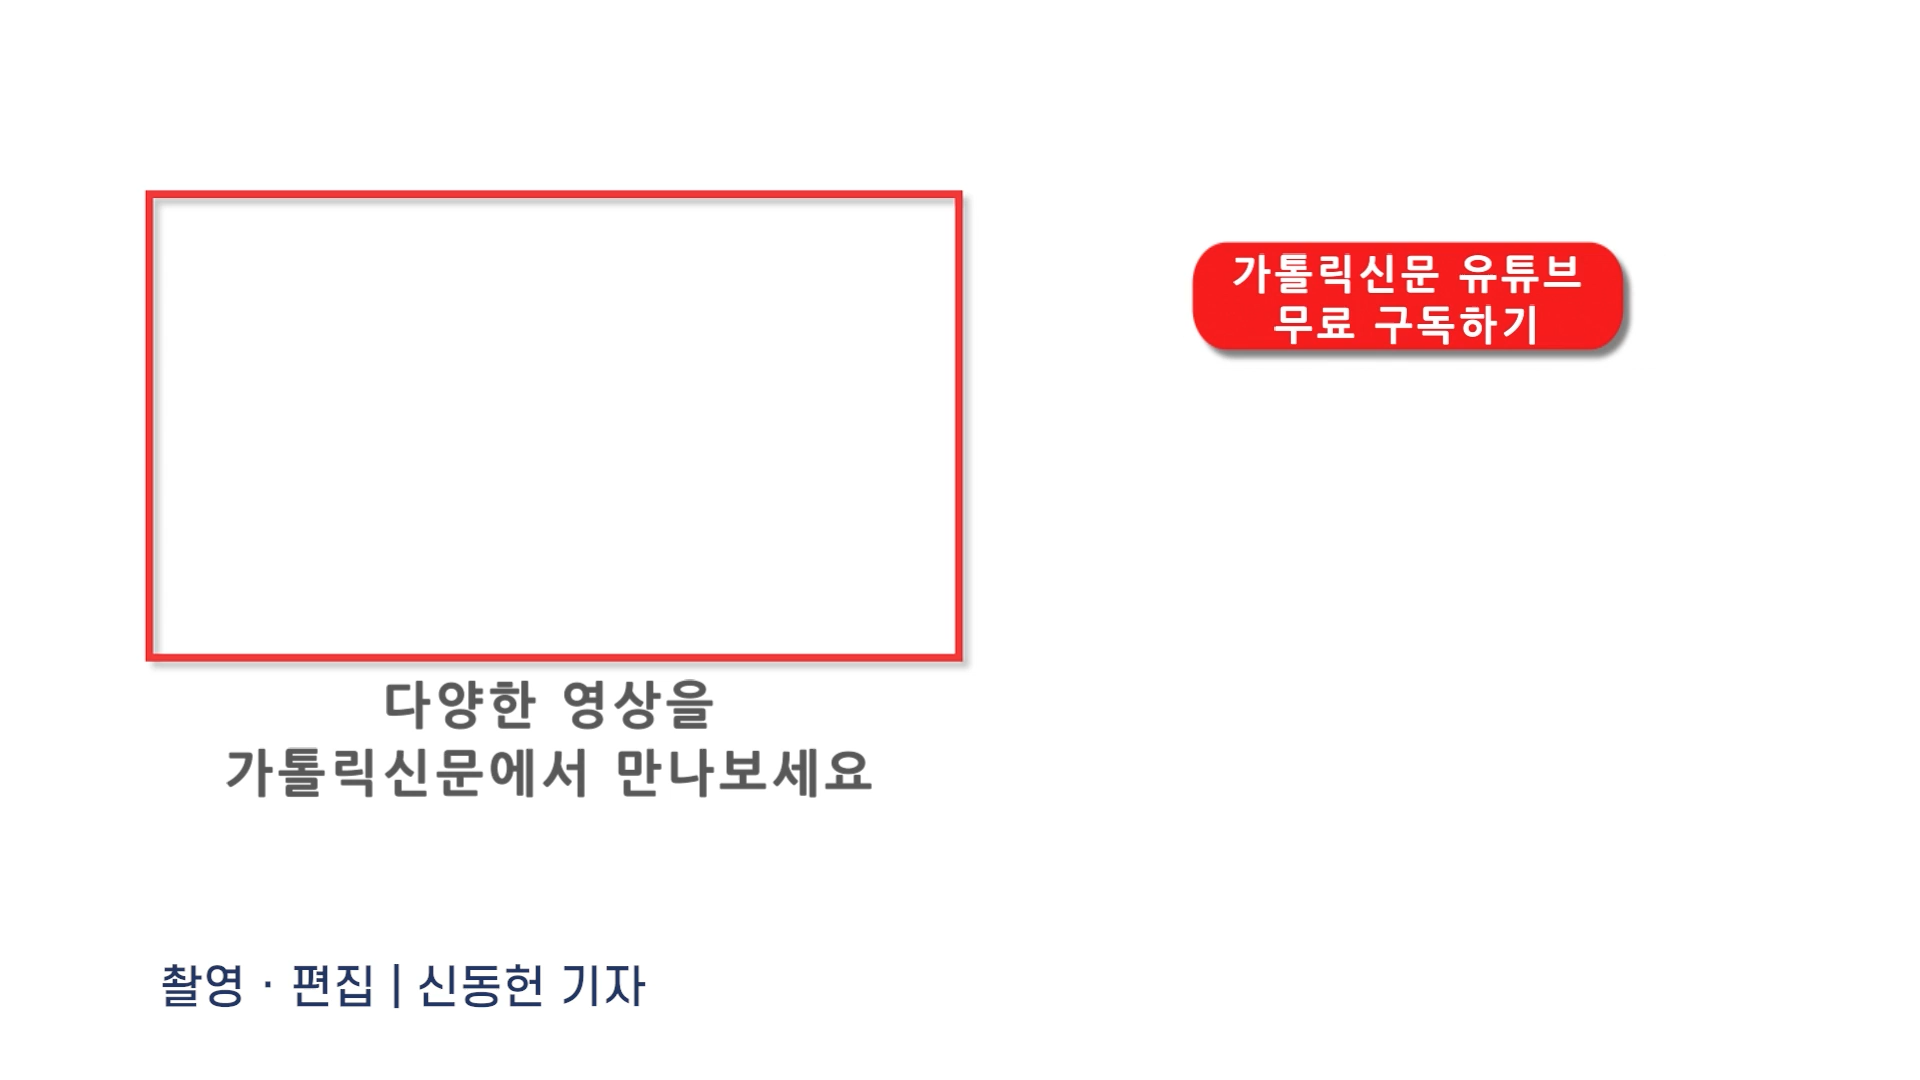 가톨릭신문 유튜브
무료 구독하기
다양한 영상을
가톨릭신문에서 만나보세요
촬영 · 편집 | 신동헌 기자